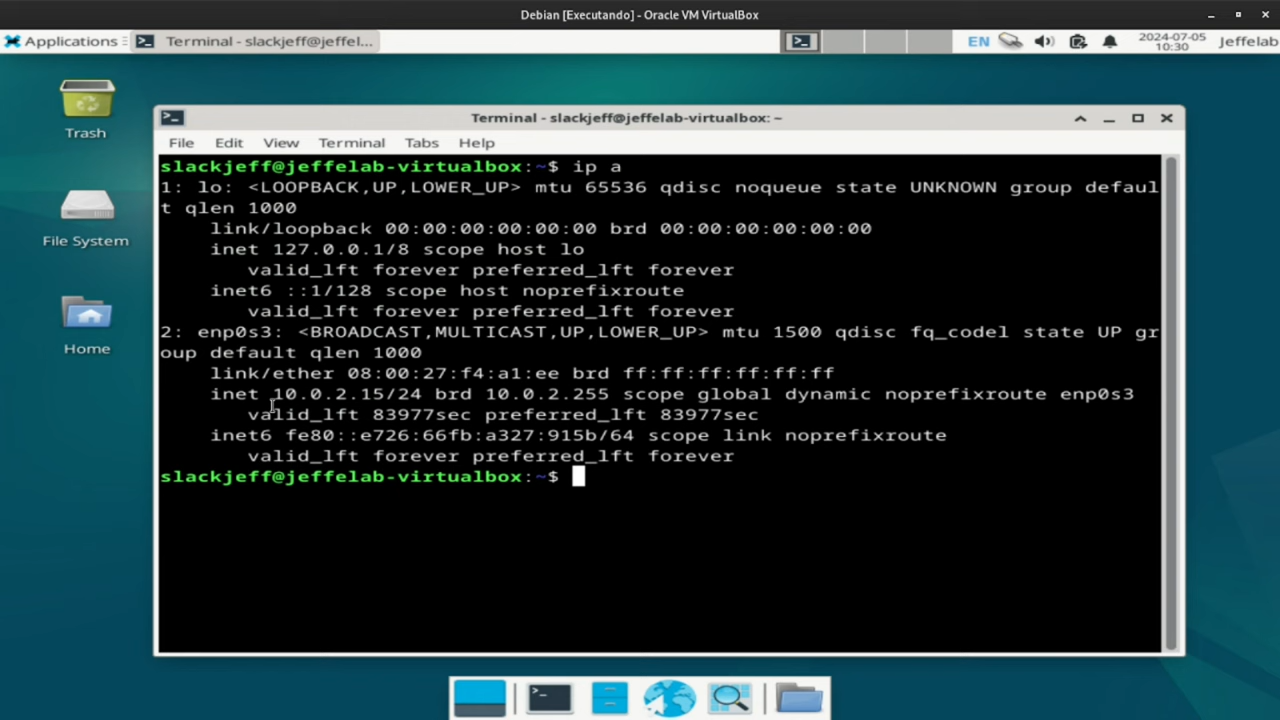 Debian [Executando] - Oracle VM VirtualBox
Applications
Terminal - slackjeff@jeffel...
EN
2024-07-05
10:30
Jeffelab
Trash
File System
Home
Terminal - slackjeff@jeffelab-virtualbox: ~
File Edit View Terminal Tabs Help
slackjeff@jeffelab-virtualbox:~$ ip a
1: lo: <LOOPBACK,UP,LOWER_UP> mtu 65536 qdisc noqueue state UNKNOWN group defaul
t qlen 1000
    link/loopback 00:00:00:00:00:00 brd 00:00:00:00:00:00
    inet 127.0.0.1/8 scope host lo
       valid_lft forever preferred_lft forever
    inet6 ::1/128 scope host noprefixroute
       valid_lft forever preferred_lft forever
2: enp0s3: <BROADCAST,MULTICAST,UP,LOWER_UP> mtu 1500 qdisc fq_codel state UP gr
oup default qlen 1000
    link/ether 08:00:27:f4:a1:ee brd ff:ff:ff:ff:ff:ff
    inet 10.0.2.15/24 brd 10.0.2.255 scope global dynamic noprefixroute enp0s3
       valid_lft 83977sec preferred_lft 83977sec
    inet6 fe80::e726:66fb:a327:915b/64 scope link noprefixroute
       valid_lft forever preferred_lft forever
slackjeff@jeffelab-virtualbox:~$